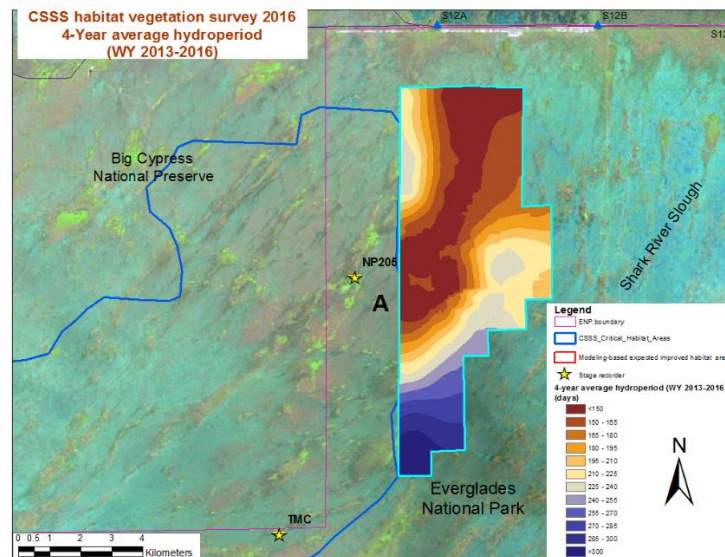 CSSS habitat vegetation survey 2016
4-Year average hydroperiod
(WY 2013-2016)
S12A
S12B
S12
Big Cypress
National Preserve
NP205
A
Shark River Slough
TMC
Everglades
National Park
0 0.5 1 2 3 4
Kilometers
N
Legend
ENP boundary
CSSS_Critical_Habitat_Areas
Modeling-based expected improved habitat are
Stage recorder
4-year average hydroperiod (WY 2013-2016
(days)
<150
150 - 165
165 - 180
180 - 195
195 - 210
210 - 225
225 - 240
240 - 255
255 - 270
270 - 285
285 - 300
>300